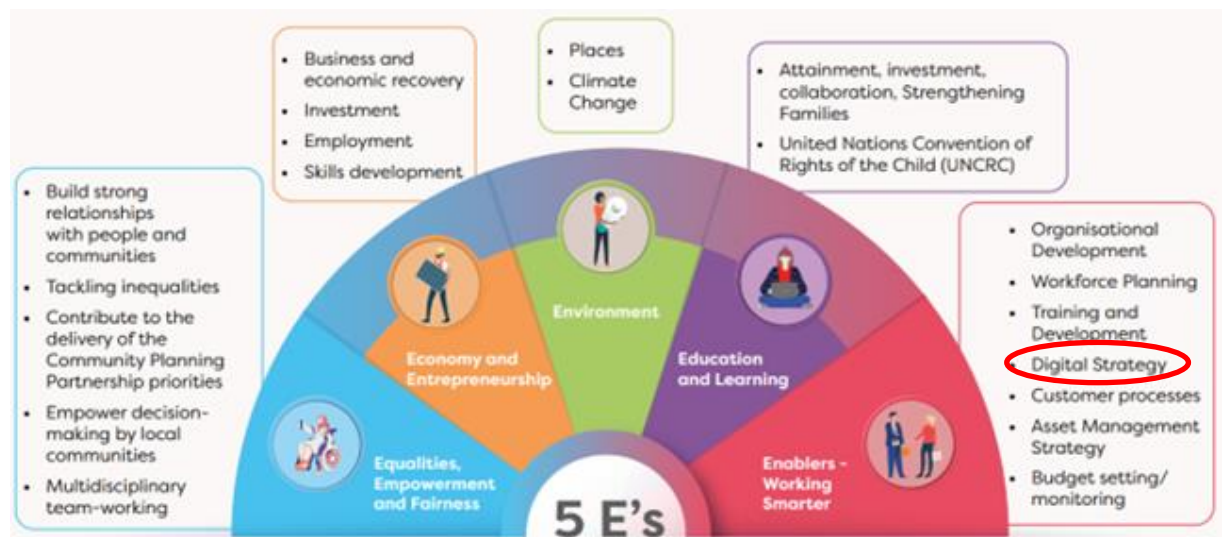 • Build strong
relationships
with people and
communities
• Tackling inequalities
• Contribute to the
delivery of the
Community Planning
Partnership priorities
• Empower decision-
making by local
communities
• Multidisciplinary
team-working
• Business and
economic recovery
• Investment
• Employment
• Skills development
• Places
• Climate
Change
• Attainment, investment,
collaboration, Strengthening
Families
• United Nations Convention of
Rights of the Child (UNCRC)
• Organisational
Development
• Workforce Planning
• Training and
Development
• Digital Strategy
• Customer processes
• Asset Management
Strategy
• Budget setting/
monitoring
Equalities,
Empowerment
and Fairness
Economy and
Entrepreneurship
Environment
Education
and Learning
Enablers -
Working
Smarter
5 E's